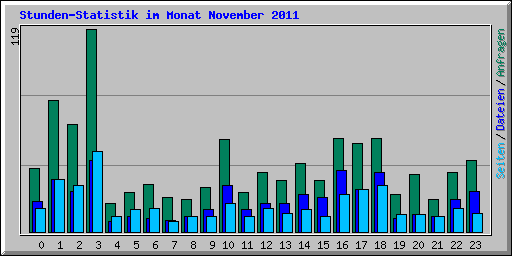 Stunden-Statistik im Monat November 2011
119
Seiten / Dateien / Anfragen
0 1 2 3 4 5 6 7 8 9 10 11 12 13 14 15 16 17 18 19 20 21 22 23